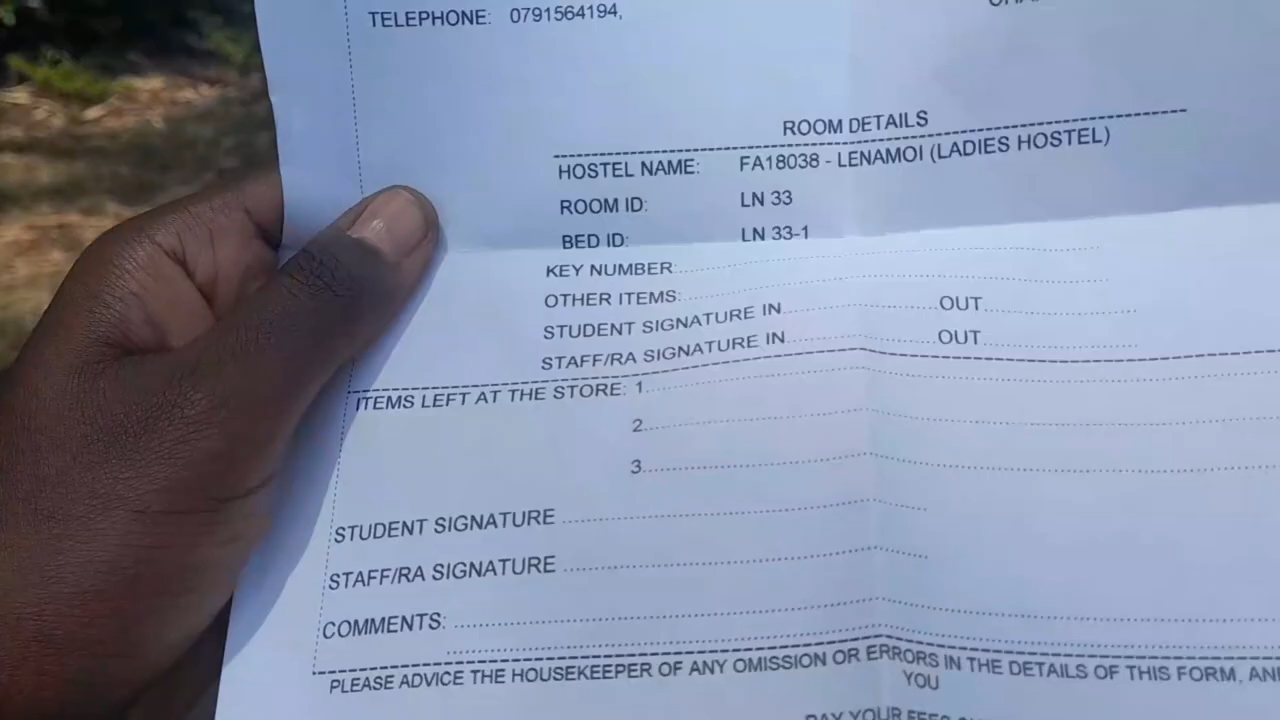 TELEPHONE: 0791564194,
ROOM DETAILS
HOSTEL NAME: FA18038 - LENAMOI (LADIES HOSTEL)
ROOM ID: LN 33
BED ID: LN 33-1
KEY NUMBER:
OTHER ITEMS:
STUDENT SIGNATURE IN OUT
STAFF/RA SIGNATURE IN OUT
ITEMS LEFT AT THE STORE: 1
2
3
STUDENT SIGNATURE
STAFF/RA SIGNATURE
COMMENTS:
PLEASE ADVICE THE HOUSEKEEPER OF ANY OMISSION OR ERRORS IN THE DETAILS OF THIS FORM, AN
YOU
PAY YOUR FEES